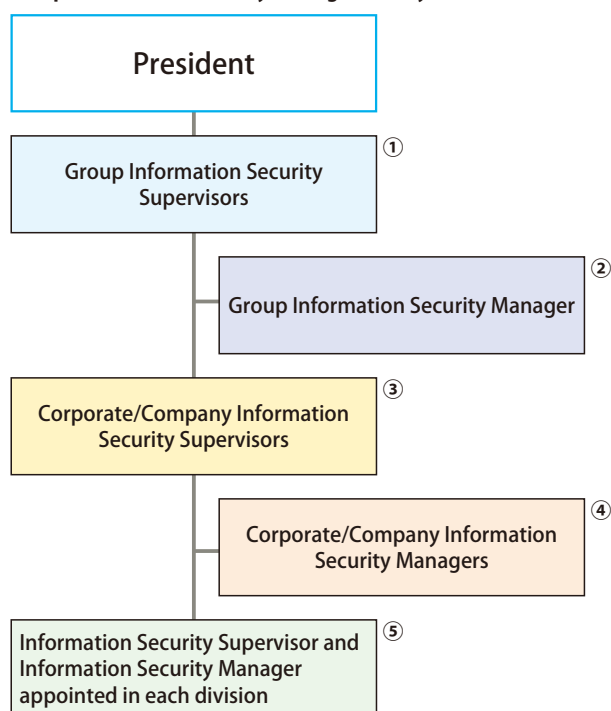 President
①
Group Information Security
Supervisors
②
Group Information Security Manager
③
Corporate/Company Information
Security Supervisors
④
Corporate/Company Information
Security Managers
⑤
Information Security Supervisor and
Information Security Manager
appointed in each division